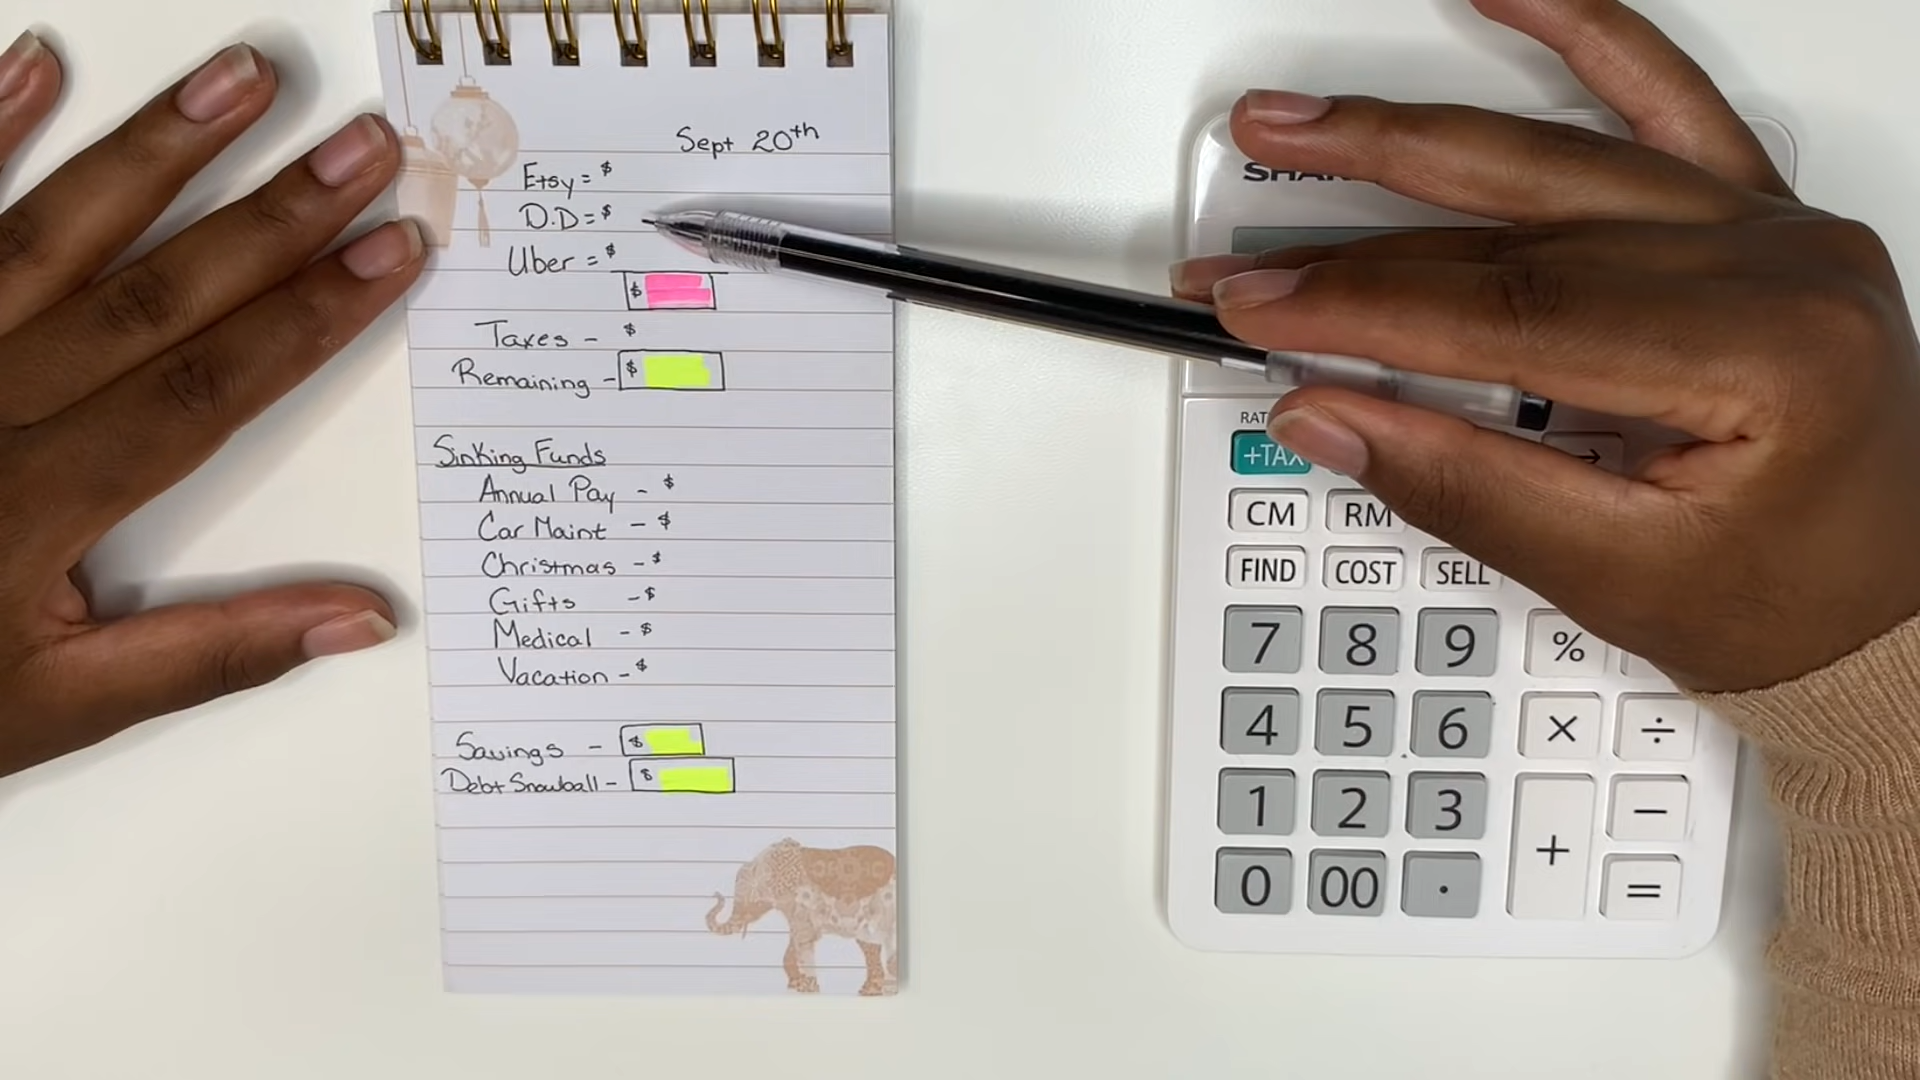 Sept 20th
Etsy = $
D.D = $
Uber = $
$
Taxes - $
Remaining - $
Sinking Funds
Annual Pay - $
Car Maint - $
Christmas - $
Gifts - $
Medical - $
Vacation - $
Savings - $
Debt Snowball - $
+TAX
CM RM
FIND COST SELL
7 8 9 %
4 5 6 × ÷
1 2 3 + −
0 00 . =